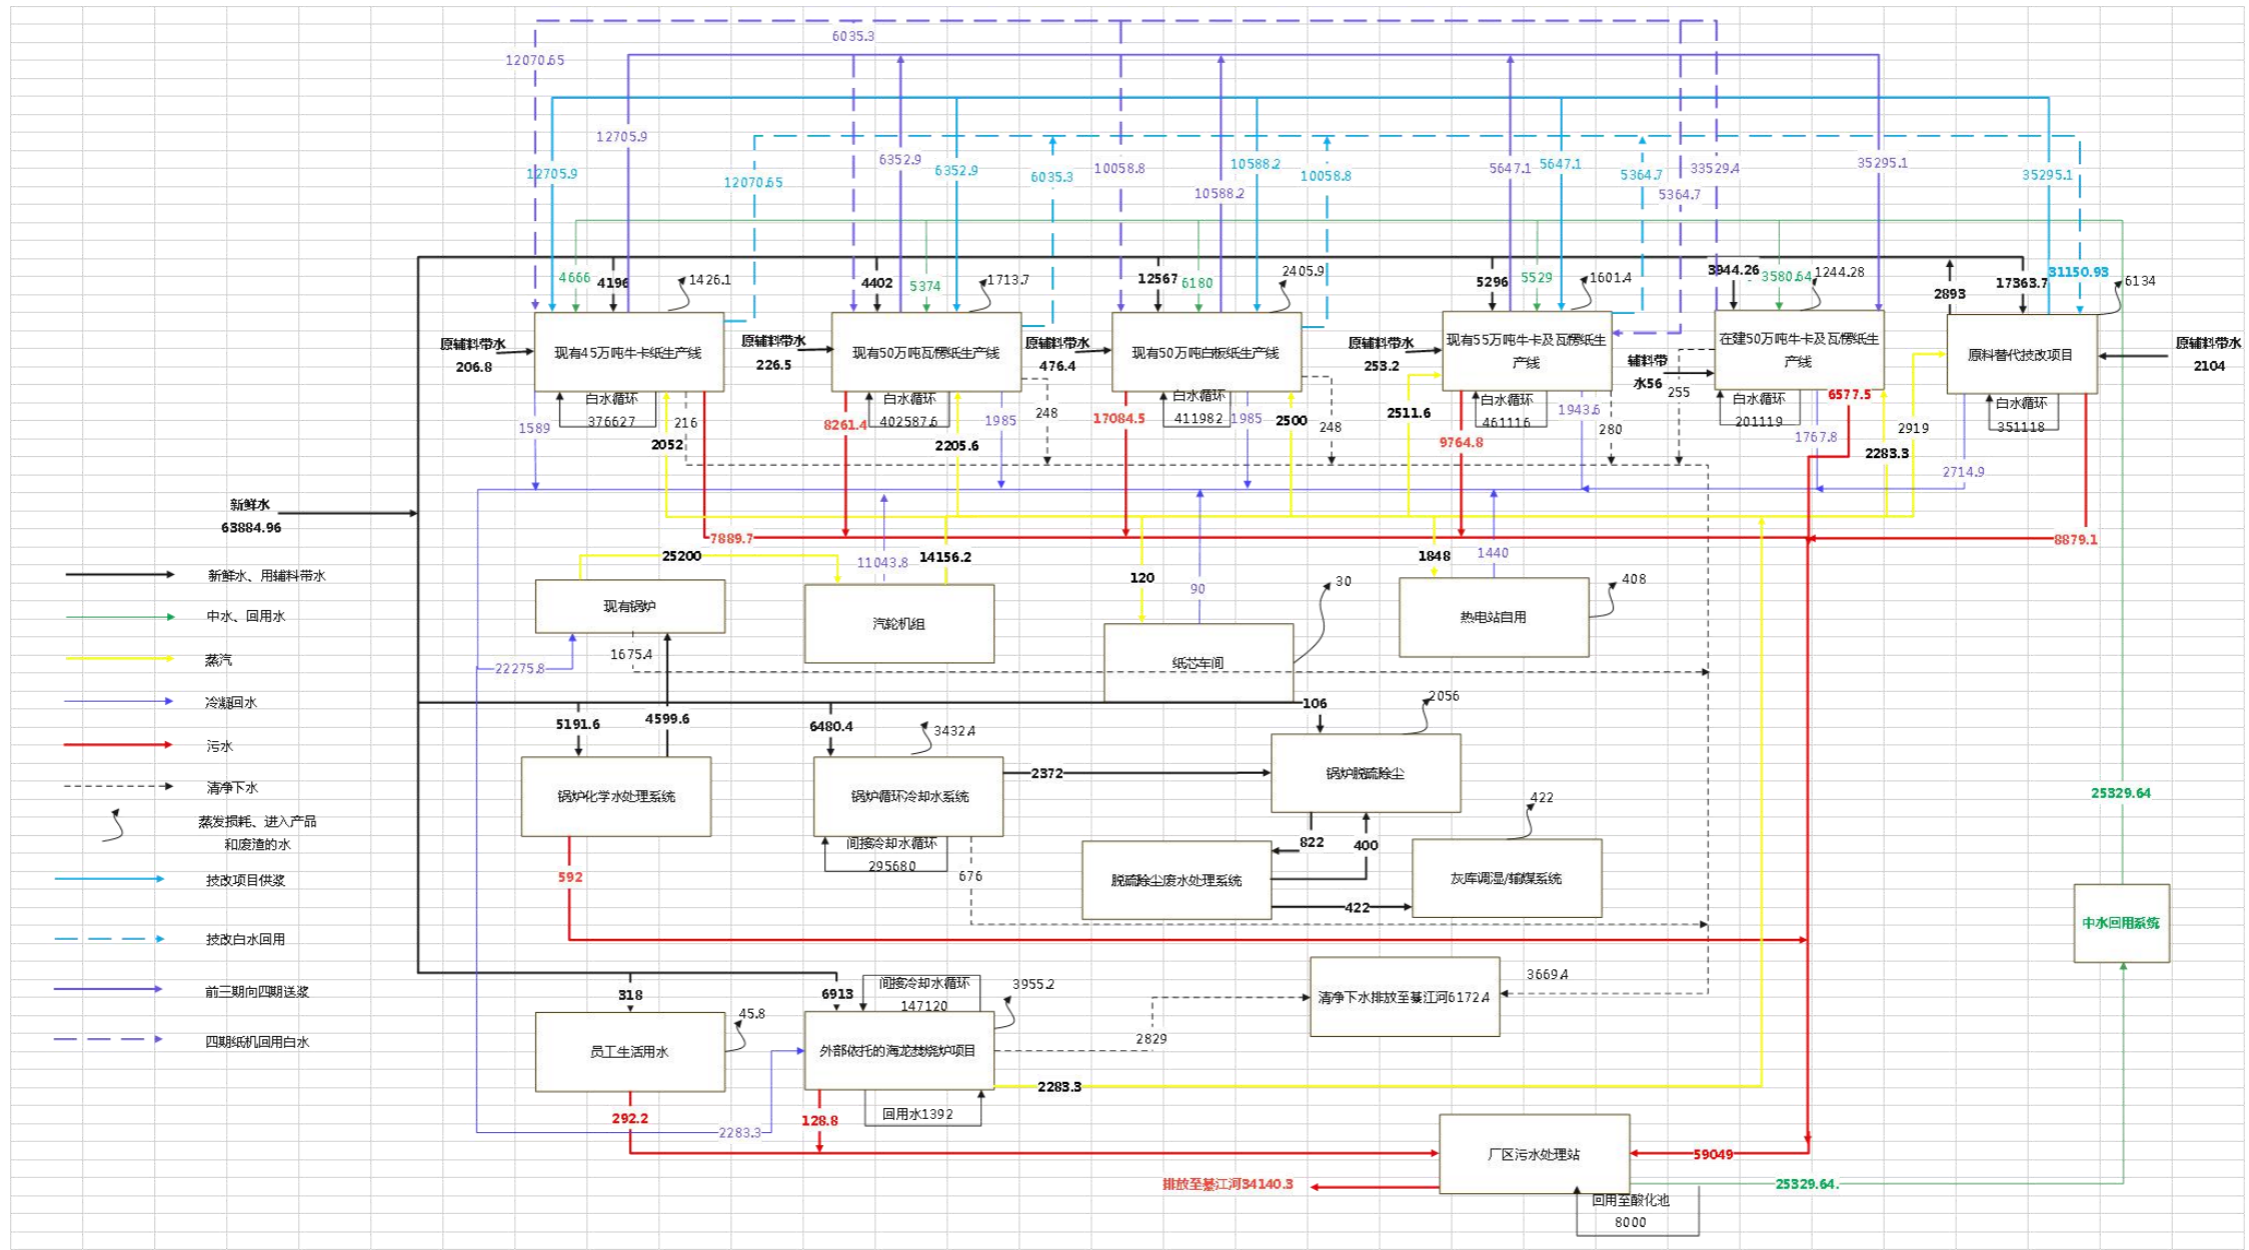 6035.3
12070.65
12705.9
6352.9
10058.8
10588.2
5647.1
5647.1
33529.4
35295.1
12705.9
12070.65
6352.9
6035.3
10588.2
10058.8
5364.7
5364.7
35295.1
4666
4196
1426.1
4402
5374
1713.7
12567
6180
2405.9
5296
5529
1601.4
3944.26
3580.64
1244.28
2893
17363.7
31150.93
6134
原辅料带水
206.8
现有45万吨牛卡纸生产线
原辅料带水
226.5
现有50万吨瓦楞纸生产线
原辅料带水
476.4
现有50万吨白板纸生产线
原辅料带水
253.2
现有55万吨牛卡及瓦楞纸生
产线
辅料带
水56
在建50万吨牛卡及瓦楞纸生
产线
原料替代技改项目
原辅料带水
2104
白水循环
376627
白水循环
402587.6
白水循环
411982
白水循环
461116
白水循环
201119
白水循环
351118
1589
2052
216
8261.4
2205.6
1985
248
17084.5
1985
2500
248
2511.6
9764.8
1943.6
280
255
6577.5
1767.8
2283.3
2919
2714.9
新鲜水
63884.96
7889.7
8879.1
25200
11043.8
14156.2
120
90
30
1848
1440
408
新鲜水、用辅料带水
中水、回用水
蒸汽
冷凝回水
污水
清净下水
蒸发损耗、进入产品
和废渣的水
技改项目供浆
技改白水回用
前三期向四期送浆
四期纸机回用白水
现有锅炉
汽轮机组
纸芯车间
热电站自用
22275.8
1675.4
5191.6
4599.6
6480.4
3432.4
106
2056
锅炉化学水处理系统
锅炉循环冷却水系统
2372
锅炉脱硫除尘
间接冷却水循环
295680
592
676
822
400
422
脱硫除尘废水处理系统
422
灰库调湿/输煤系统
25329.64
中水回用系统
318
6913
间接冷却水循环
147120
3955.2
45.8
员工生活用水
外部依托的海龙焚烧炉项目
清净下水排放至綦江河6172.4
3669.4
2829
2283.3
292.2
2283.3
128.8
回用水1392
厂区污水处理站
59049
排放至綦江河34140.3
25329.64.
回用至酸化池
8000